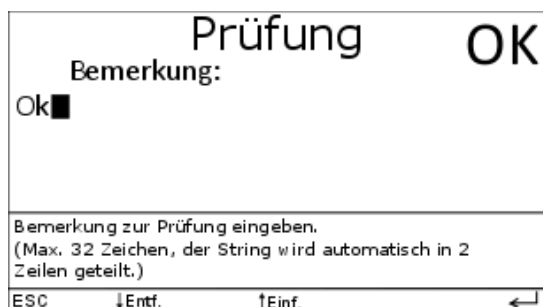 Prüfung OK
Bemerkung:
Ok
Bemerkung zur Prüfung eingeben.
(Max. 32 Zeichen, der String wird automatisch in 2
Zeilen geteilt.)
ESC ↓Entf. ↑Einf. ↵